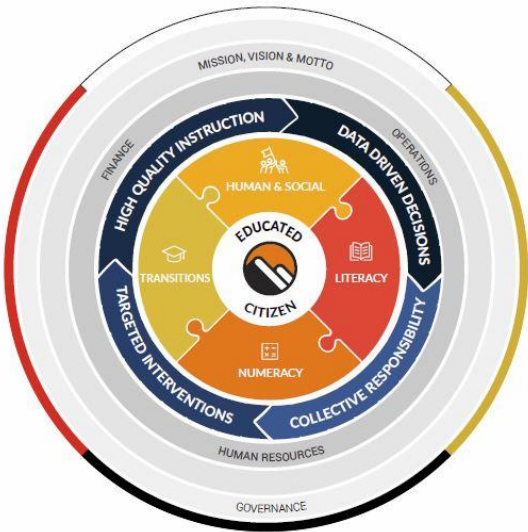 MISSION, VISION & MOTTO
FINANCE
OPERATIONS
HIGH QUALITY INSTRUCTION
DATA DRIVEN DECISIONS
HUMAN & SOCIAL
EDUCATED
TRANSITIONS
LITERACY
CITIZEN
NUMERACY
TARGETED INTERVENTIONS
COLLECTIVE RESPONSIBILITY
HUMAN RESOURCES
GOVERNANCE